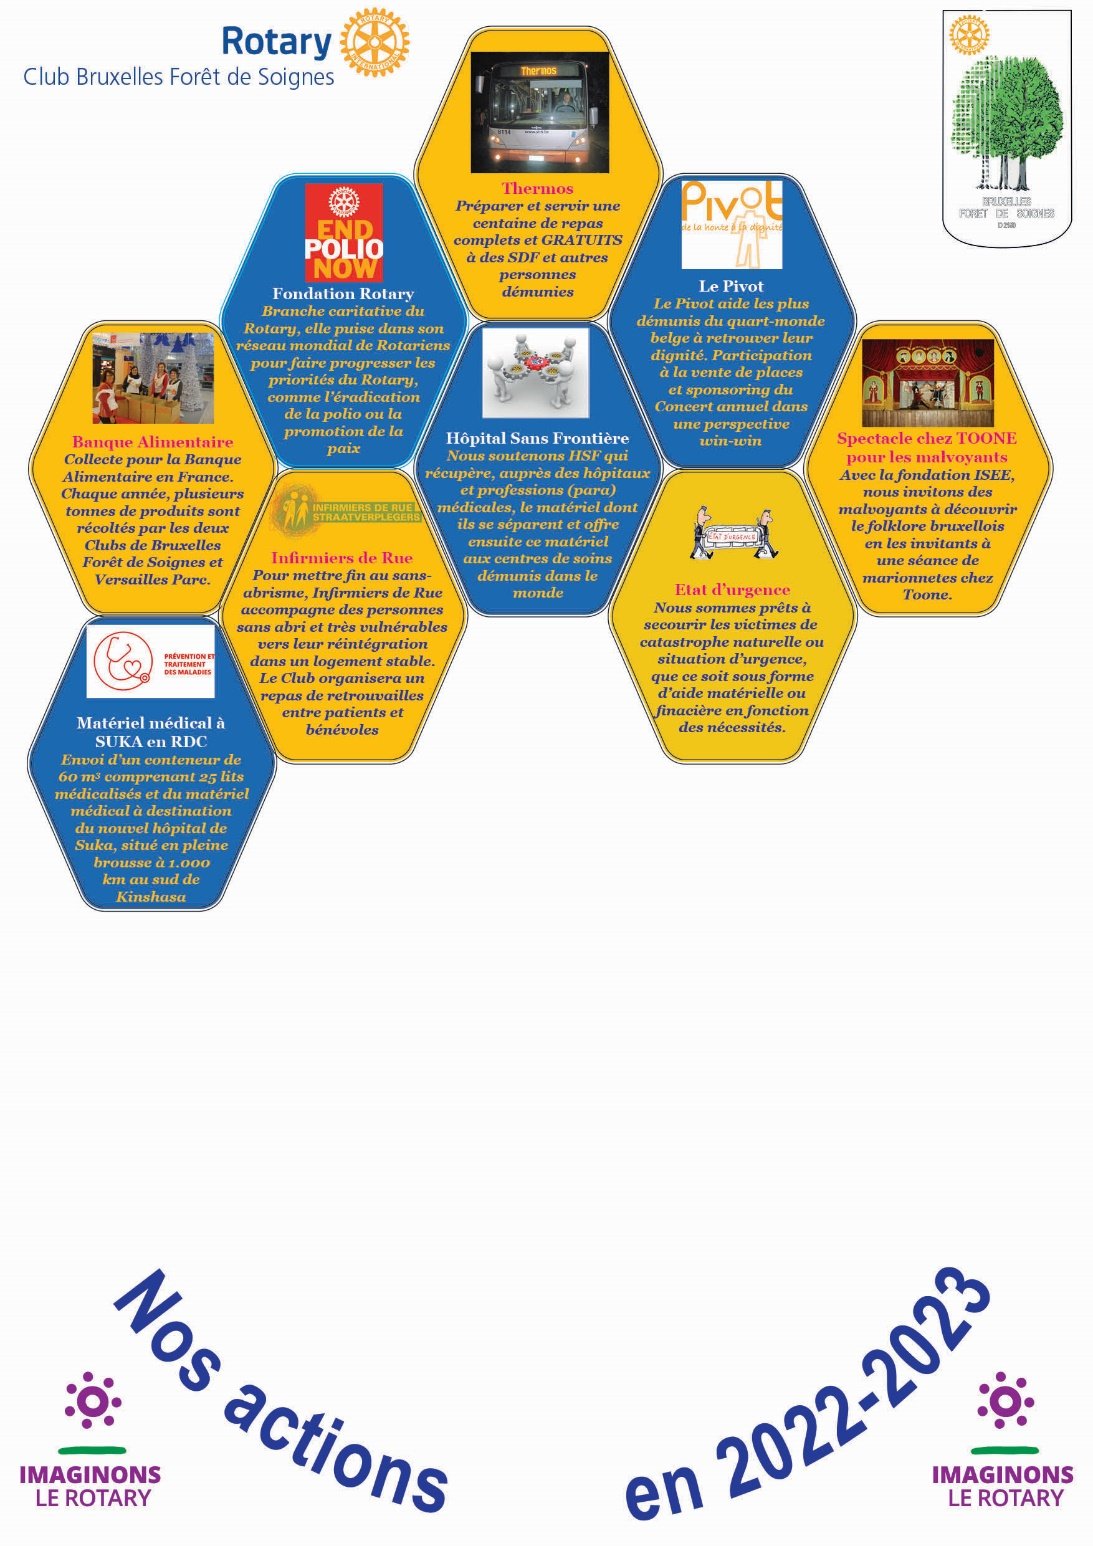 Rotary
Club Bruxelles Forêt de Soignes
ROTARY
INTERNATIONAL
BRUXELLES
FORET DE SOIGNES
Thermos
Thermos
Préparer et servir une
centaine de repas
complets et GRATUITS
à des SDF et autres
personnes
démunies
END
POLIO
NOW
Fondation Rotary
Branche caritative du
Rotary, elle puise dans son
réseau mondial de Rotariens
pour faire progresser les
priorités du Rotary,
comme l'éradication
de la polio ou la
promotion de la
paix
Pivot
de la honte à la dignité
Le Pivot
Le Pivot aide les plus
démunis du quart-monde
belge à retrouver leur
dignité. Participation
à la vente de places
et sponsoring du
Concert annuel dans
une perspective
win-win
Banque Alimentaire
Collecte pour la Banque
Alimentaire en France.
Chaque année, plusieurs
tonnes de produits sont
récoltés par les deux
Clubs de Bruxelles
Forêt de Soignes et
Versailles Parc.
Hôpital Sans Frontière
Nous soutenons HSF qui
récupère, auprès des hôpitaux
et professions (para)
médicales, le matériel dont
ils se séparent et offre
ensuite ce matériel
aux centres de soins
démunis dans le
monde
Spectacle chez TOONE
pour les malvoyants
Avec la fondation ISEE,
nous invitons des
malvoyants à découvrir
le folklore bruxellois
en les invitants à
une séance de
marionnetes chez
Toone.
INFIRMIERS DE RUE
STRAATVERPLEGERS
Infirmiers de Rue
Pour mettre fin au sans-
abrisme, Infirmiers de Rue
accompagne des personnes
sans abri et très vulnérables
vers leur réintégration
dans un logement stable.
Le Club organisera un
repas de retrouvailles
entre patients et
bénévoles
ETAT D'URGENCE
Etat d'urgence
Nous sommes prêts à
secourir les victimes de
catastrophe naturelle ou
situation d'urgence,
que ce soit sous forme
d'aide matérielle ou
finacière en fonction
des nécessités.
PRÉVENTION ET
TRAITEMENT
DES MALADIES
Matériel médical à
SUKA en RDC
Envoi d'un conteneur de
60 m³ comprenant 25 lits
médicalisés et du matériel
médical à destination
du nouvel hôpital de
Suka, situé en pleine
brousse à 1.000
km au sud de
Kinshasa
Nos actions en 2022-2023
IMAGINONS
LE ROTARY
IMAGINONS
LE ROTARY